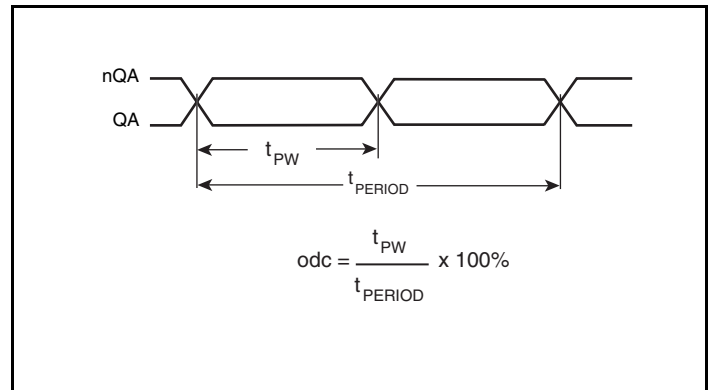 nQA
QA
tPW
tPERIOD
odc = tPW / tPERIOD x 100%